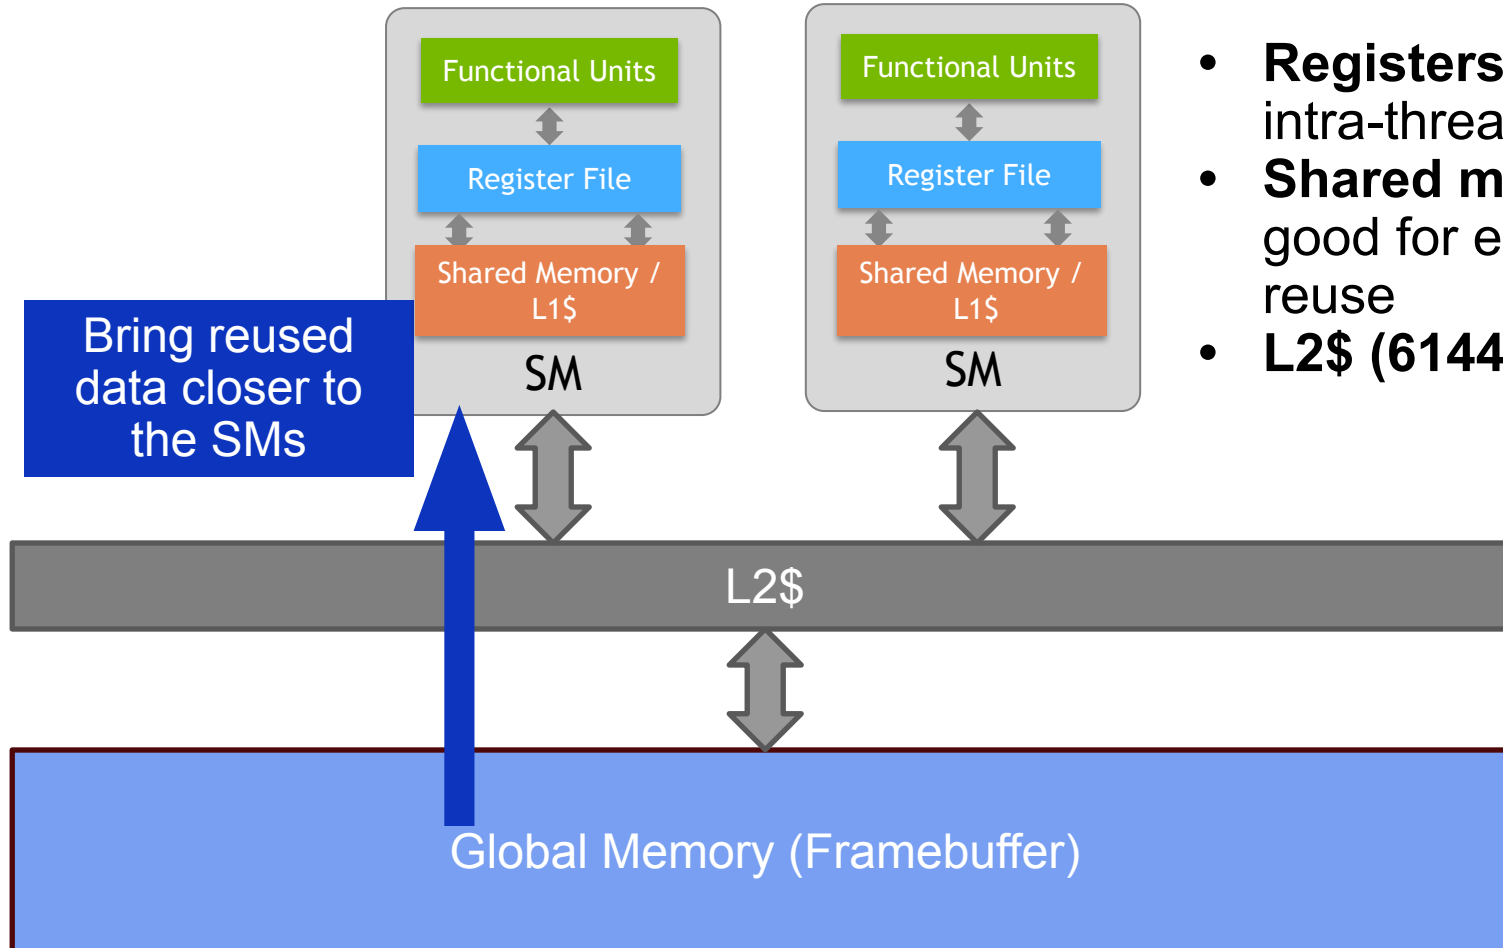 Functional Units
Register File
Shared Memory /
L1$
SM
Functional Units
Register File
Shared Memory /
L1$
SM
• Registers
intra-threa
• Shared m
good for e
reuse
• L2$ (6144
Bring reused
data closer to
the SMs
L2$
Global Memory (Framebuffer)